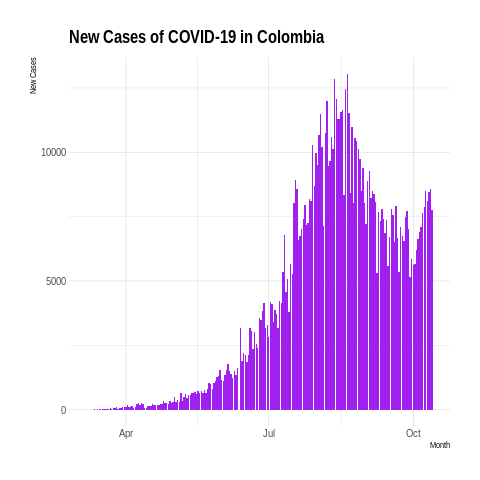 New Cases of COVID-19 in Colombia
New Cases
10000
5000
0
Apr Jul Oct
Month